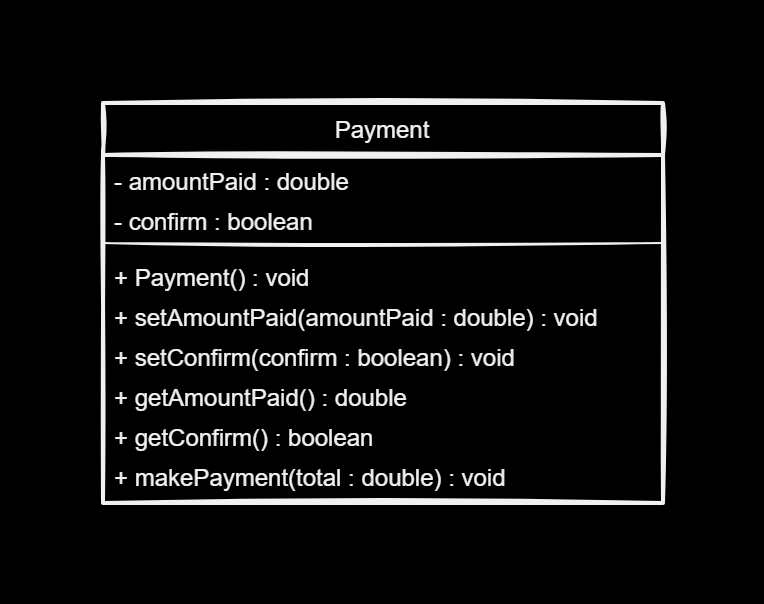 Payment
- amountPaid : double
- confirm : boolean
+ Payment() : void
+ setAmountPaid(amountPaid : double) : void
+ setConfirm(confirm : boolean) : void
+ getAmountPaid() : double
+ getConfirm() : boolean
+ makePayment(total : double) : void